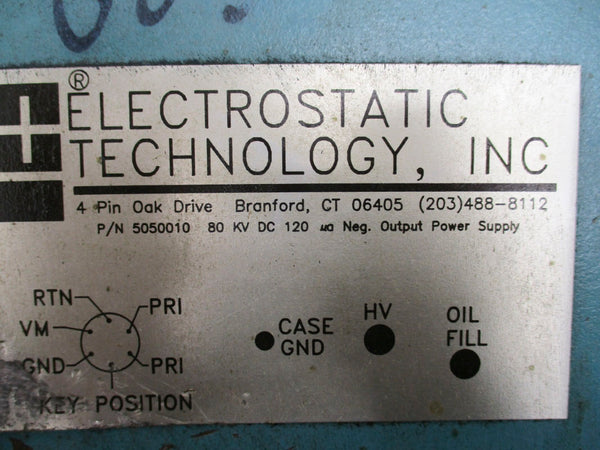 ®
ELECTROSTATIC
TECHNOLOGY, INC
4 Pin Oak Drive Branford, CT 06405 (203)488-8112
P/N 5050010 80 KV DC 120 ua Neg. Output Power Supply
RTN PRI
VM
GND PRI
KEY POSITION
CASE
GND
HV
OIL
FILL